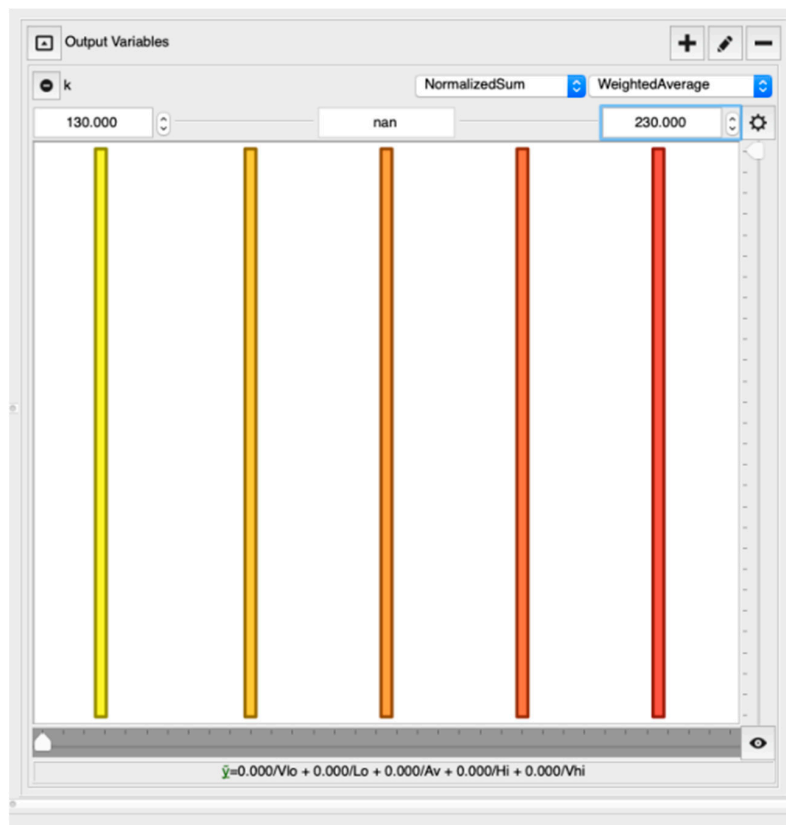 Output Variables
k NormalizedSum WeightedAverage
130.000 nan 230.000
ỹ=0.000/Vlo + 0.000/Lo + 0.000/Av + 0.000/Hi + 0.000/Vhi